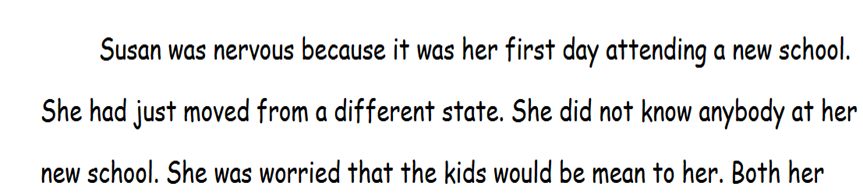 Susan was nervous because it was her first day attending a new school.
She had just moved from a different state. She did not know anybody at her
new school. She was worried that the kids would be mean to her. Both her